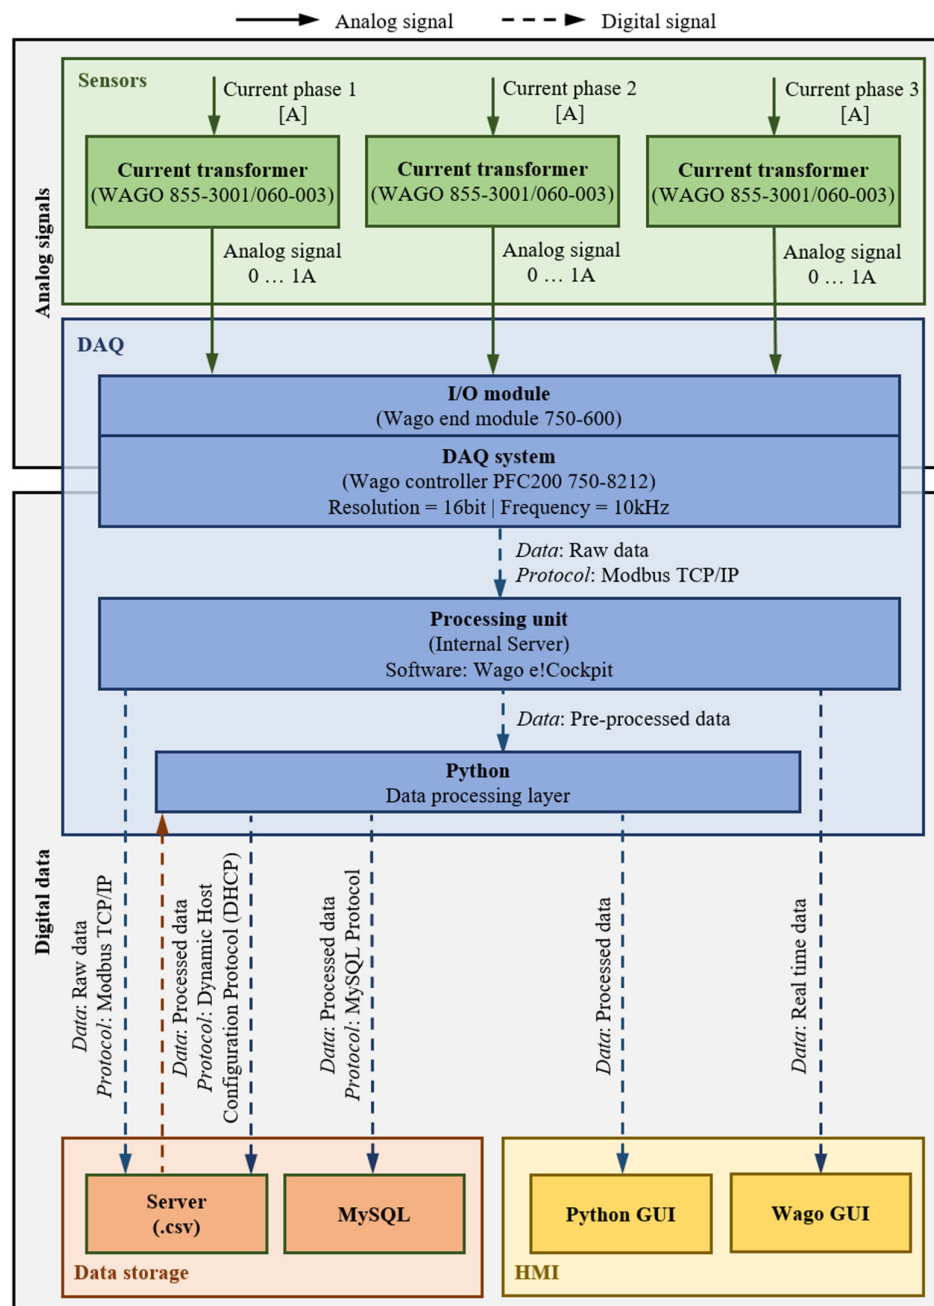 Analog signal
Digital signal
Analog signals
Sensors
Current phase 1
[A]
Current phase 2
[A]
Current phase 3
[A]
Current transformer
(WAGO 855-3001/060-003)
Current transformer
(WAGO 855-3001/060-003)
Current transformer
(WAGO 855-3001/060-003)
Analog signal
0 … 1A
Analog signal
0 … 1A
Analog signal
0 … 1A
DAQ
I/O module
(Wago end module 750-600)
DAQ system
(Wago controller PFC200 750-8212)
Resolution = 16bit | Frequency = 10kHz
Data: Raw data
Protocol: Modbus TCP/IP
Processing unit
(Internal Server)
Software: Wago e!Cockpit
Data: Pre-processed data
Python
Data processing layer
Digital data
Data: Raw data
Protocol: Modbus TCP/IP
Data: Processed data
Protocol: Dynamic Host
Configuration Protocol (DHCP)
Data: Processed data
Protocol: MySQL Protocol
Data: Processed data
Data: Real time data
Server
(.csv)
MySQL
Data storage
Python GUI
Wago GUI
HMI